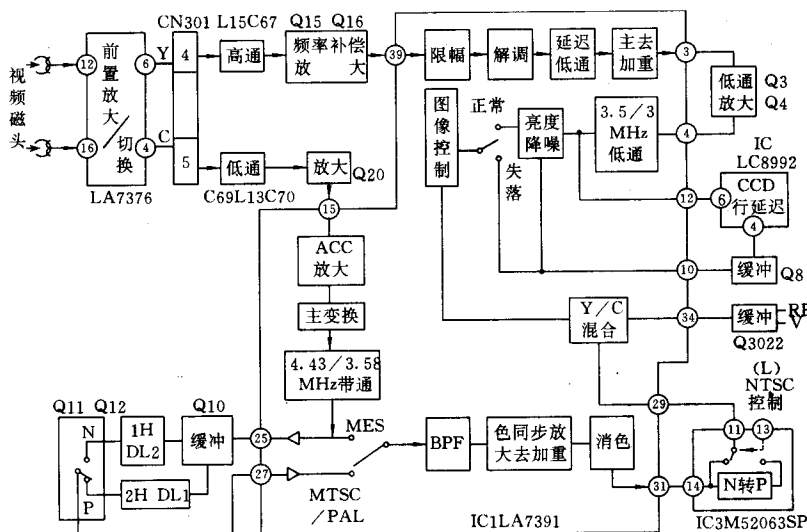 CN301 L15C67 Q15 Q16
视频磁头
12
16
前置放大/切换
6
Y
4
C
LA7376
4
5
高通
频率补偿
放 大
39
限幅
解调
延迟
低通
主去
加重
3
低通
放大
Q3
Q4
4
低通
放大
Q20
C69L13C70
15
图像控制
正常
失落
亮度
降噪
3.5/3
MHz
低通
IC
LC8992
12
6
CCD
行延迟
4
10
缓冲
Q8
ACC
放大
主变换
4.43/3.58
MHz带通
Y/C
混合
34
缓冲
RF
V
Q3022
29
(L)
NTSC
控制
11
13
N转P
31
14
IC3M52063SP
Q11 Q12
N
P
1H
DL2
2H DL1
Q10
缓冲
25
27
MES
MTSC
/PAL
BPF
色同步放
大去加重
消色
IC1LA7391